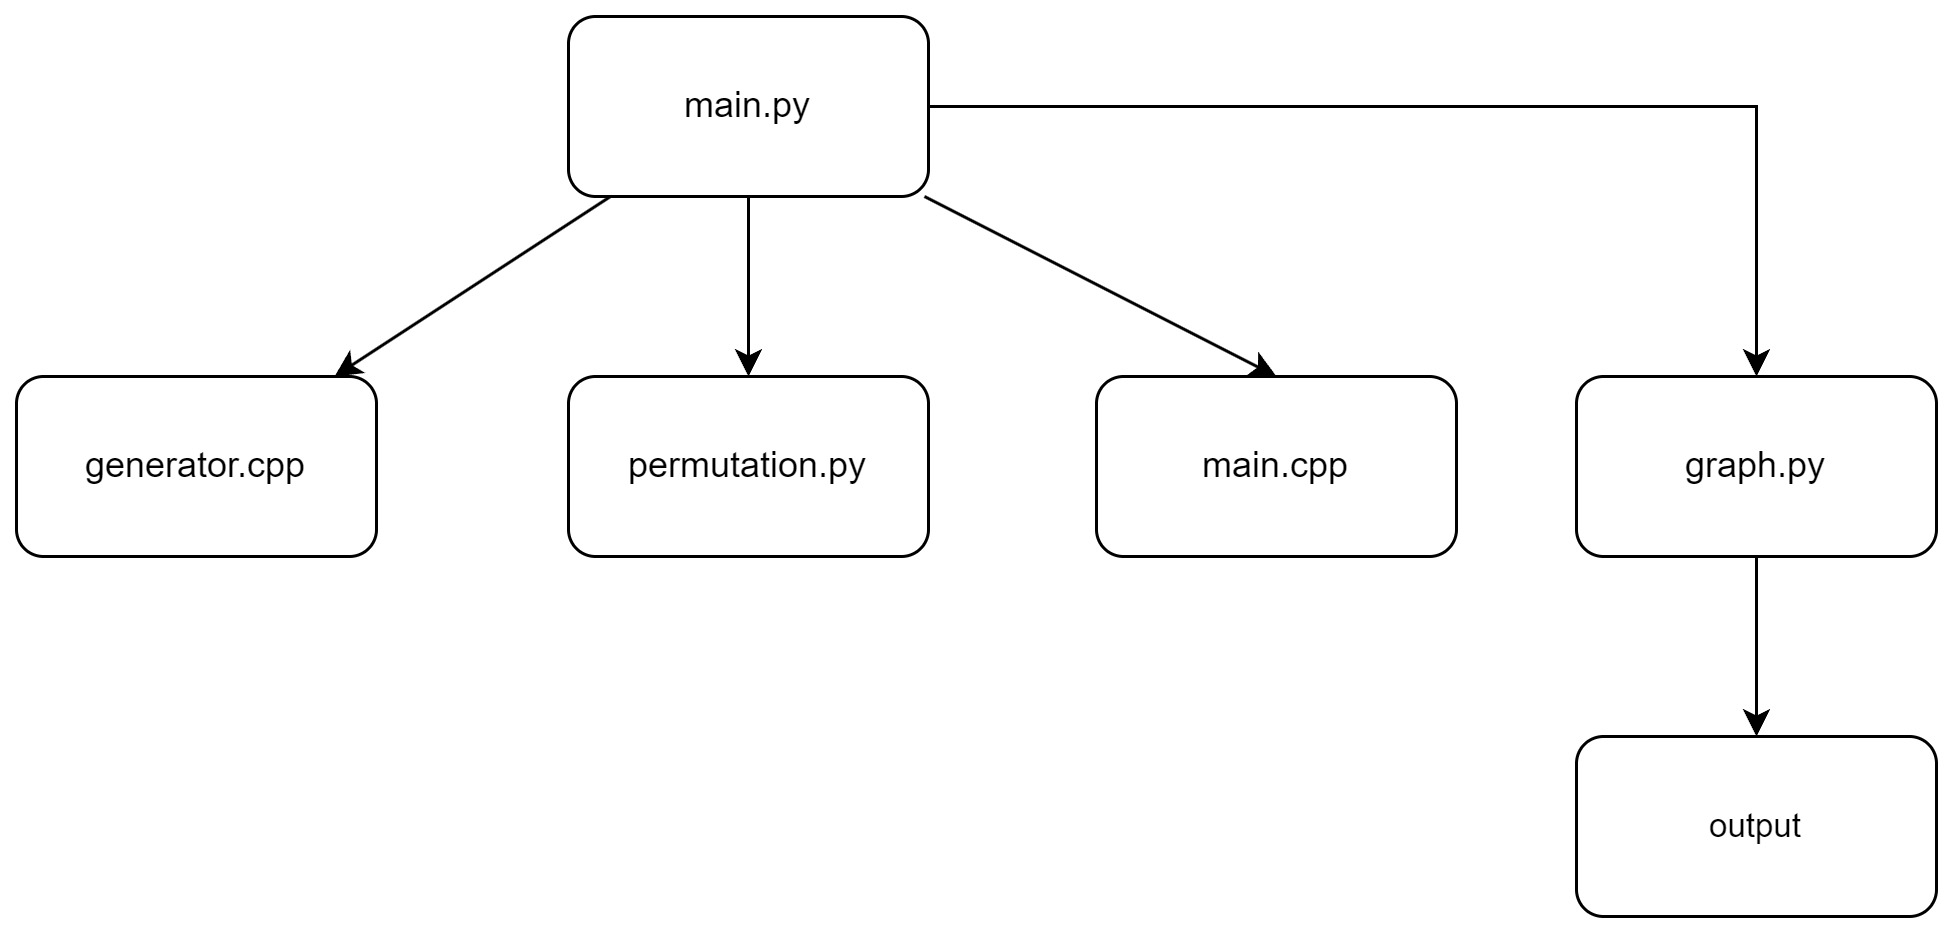 main.py
generator.cpp
permutation.py
main.cpp
graph.py
output